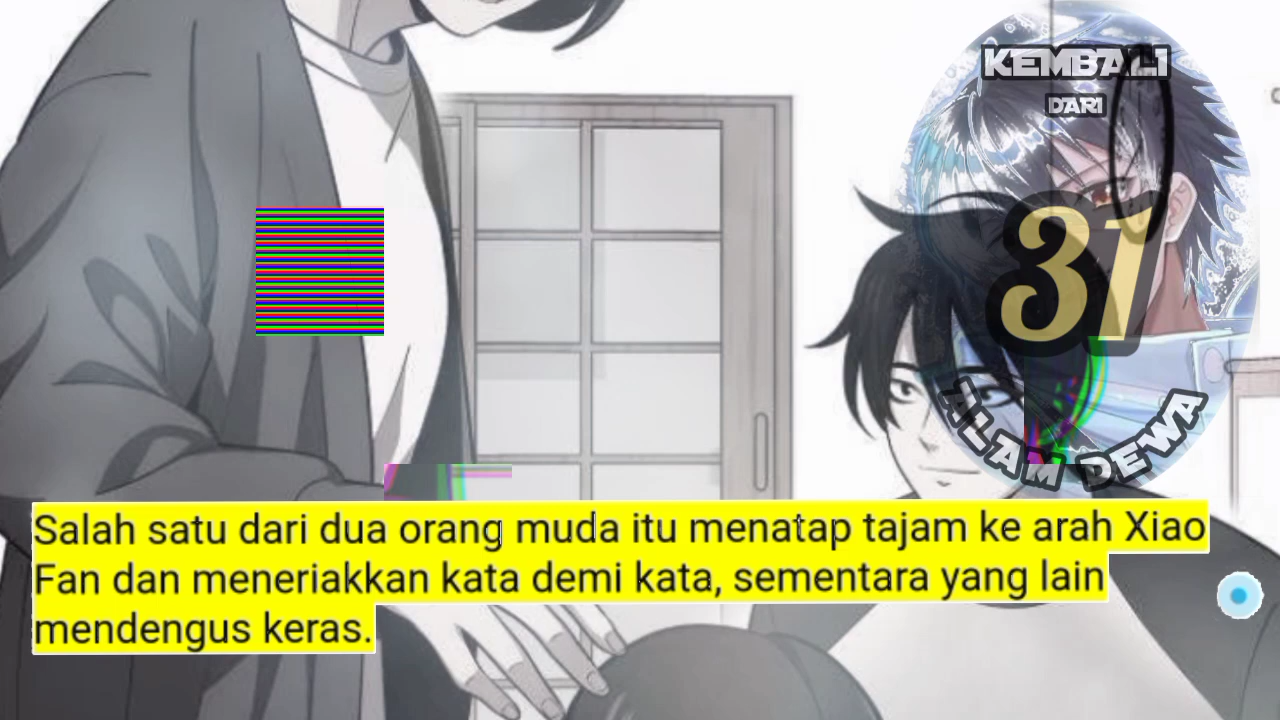 KEMBALI
DARI
31
ALAM DEWA
Salah satu dari dua orang muda itu menatap tajam ke arah Xiao
Fan dan meneriakkan kata demi kata, sementara yang lain
mendengus keras.